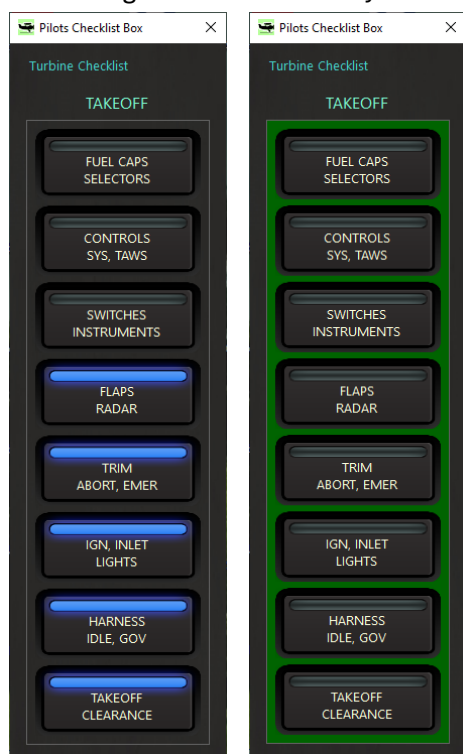 Pilots Checklist Box
Turbine Checklist
TAKEOFF
FUEL CAPS
SELECTORS
CONTROLS
SYS, TAWS
SWITCHES
INSTRUMENTS
FLAPS
RADAR
TRIM
ABORT, EMER
IGN, INLET
LIGHTS
HARNESS
IDLE, GOV
TAKEOFF
CLEARANCE
Pilots Checklist Box
Turbine Checklist
TAKEOFF
FUEL CAPS
SELECTORS
CONTROLS
SYS, TAWS
SWITCHES
INSTRUMENTS
FLAPS
RADAR
TRIM
ABORT, EMER
IGN, INLET
LIGHTS
HARNESS
IDLE, GOV
TAKEOFF
CLEARANCE